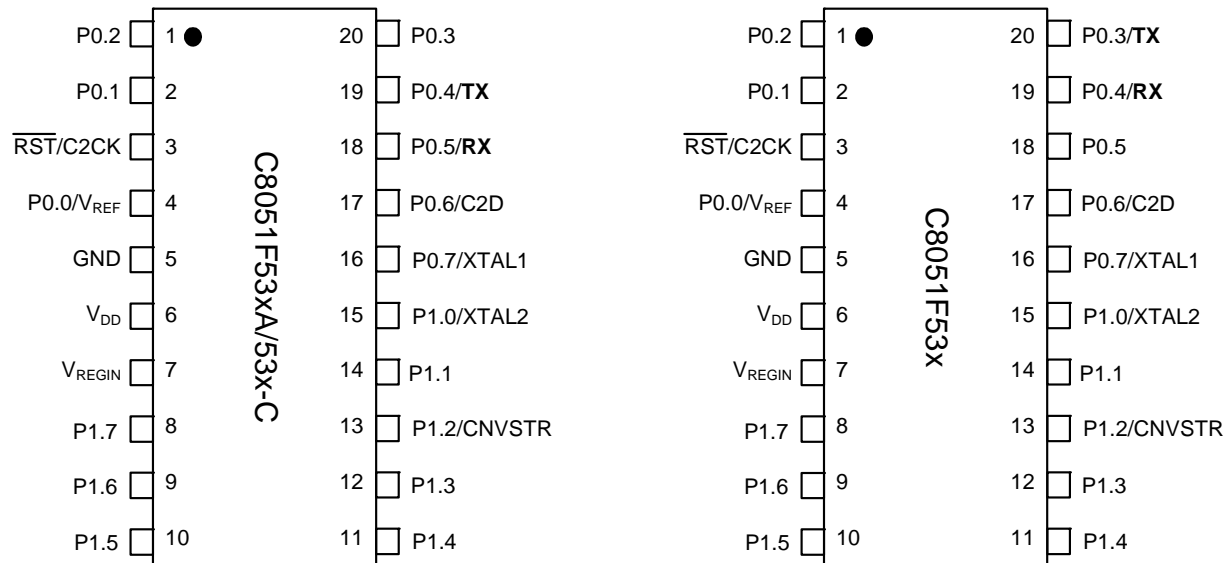 P0.2 1 20 P0.3
P0.1 2 19 P0.4/TX
RST/C2CK 3 18 P0.5/RX
P0.0/VREF 4 17 P0.6/C2D
GND 5 16 P0.7/XTAL1
VDD 6 15 P1.0/XTAL2
VREGIN 7 14 P1.1
P1.7 8 13 P1.2/CNVSTR
P1.6 9 12 P1.3
P1.5 10 11 P1.4
C8051F53xA/53x-C
P0.2 1 20 P0.3/TX
P0.1 2 19 P0.4/RX
RST/C2CK 3 18 P0.5
P0.0/VREF 4 17 P0.6/C2D
GND 5 16 P0.7/XTAL1
VDD 6 15 P1.0/XTAL2
VREGIN 7 14 P1.1
P1.7 8 13 P1.2/CNVSTR
P1.6 9 12 P1.3
P1.5 10 11 P1.4
C8051F53x